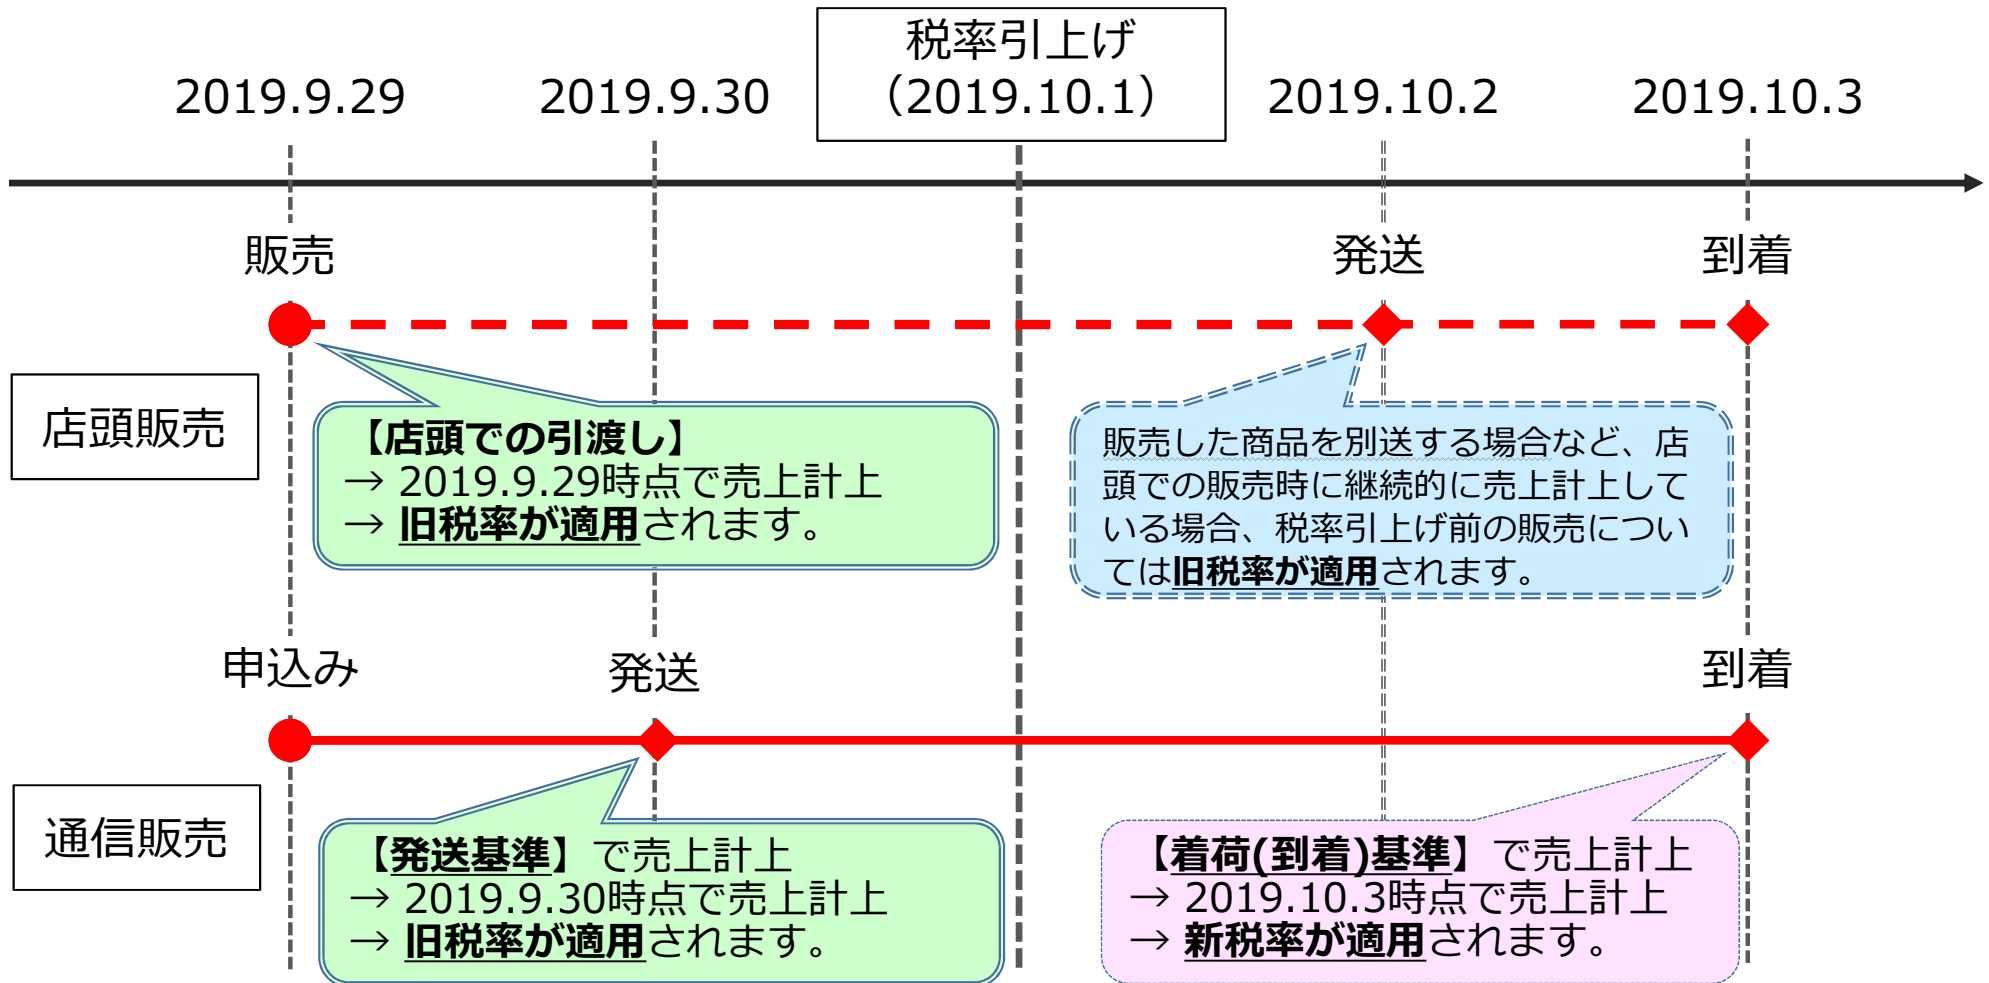 税率引上げ
2019.9.29 2019.9.30 （2019.10.1） 2019.10.2 2019.10.3
販売 発送 到着
店頭販売
【店頭での引渡し】
→ 2019.9.29時点で売上計上
→ 旧税率が適用されます。
販売した商品を別送する場合など、店
頭での販売時に継続的に売上計上して
いる場合、税率引上げ前の販売につい
ては旧税率が適用されます。
申込み 発送 到着
通信販売
【発送基準】で売上計上
→ 2019.9.30時点で売上計上
→ 旧税率が適用されます。
【着荷(到着)基準】で売上計上
→ 2019.10.3時点で売上計上
→ 新税率が適用されます。